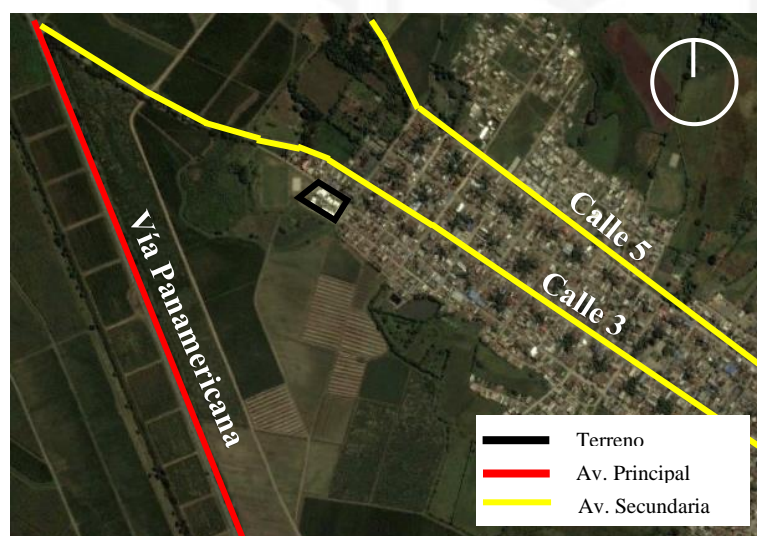 Vía Panamericana
Calle 5
Calle 3
Terreno
Av. Principal
Av. Secundaria